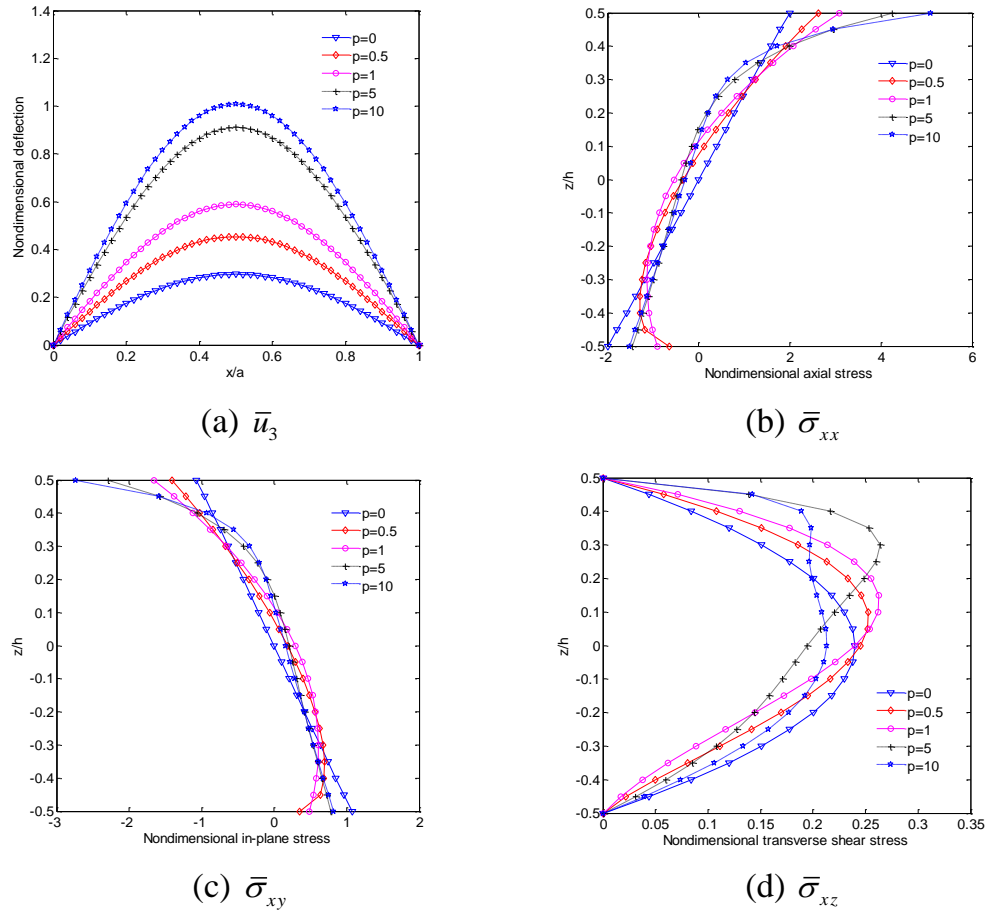 1.4
1.2
1
0.8
0.6
0.4
0.2
0
0 0.2 0.4 0.6 0.8 1
x/a
Nondimensional deflection
p=0
p=0.5
p=1
p=5
p=10
(a) ū₃
0.5
0.4
0.3
0.2
0.1
0
-0.1
-0.2
-0.3
-0.4
-0.5
-2 0 2 4 6
Nondimensional axial stress
z/h
p=0
p=0.5
p=1
p=5
p=10
(b) σ̅xx
0.5
0.4
0.3
0.2
0.1
0
-0.1
-0.2
-0.3
-0.4
-0.5
-3 -2 -1 0 1 2
Nondimensional in-plane stress
z/h
p=0
p=0.5
p=1
p=5
p=10
(c) σ̅xy
0.5
0.4
0.3
0.2
0.1
0
-0.1
-0.2
-0.3
-0.4
-0.5
0 0.05 0.1 0.15 0.2 0.25 0.3 0.35
Nondimensional transverse shear stress
z/h
p=0
p=0.5
p=1
p=5
p=10
(d) σ̅xz